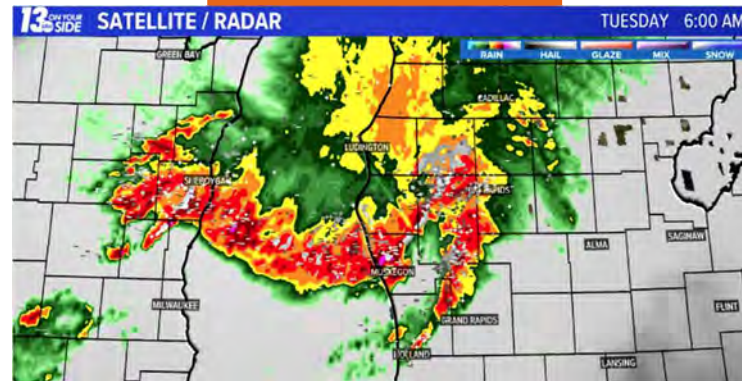 13 ON YOUR SIDE SATELLITE / RADAR TUESDAY 6:00 AM
RAIN HAIL GLAZE MIX SNOW
GREEN BAY
CADILLAC
LUDINGTON
RAPIDS
ALMA
SAGINAW
MUSKEGON
MILWAUKEE
FLINT
GRAND RAPIDS
HOLLAND
LANSING